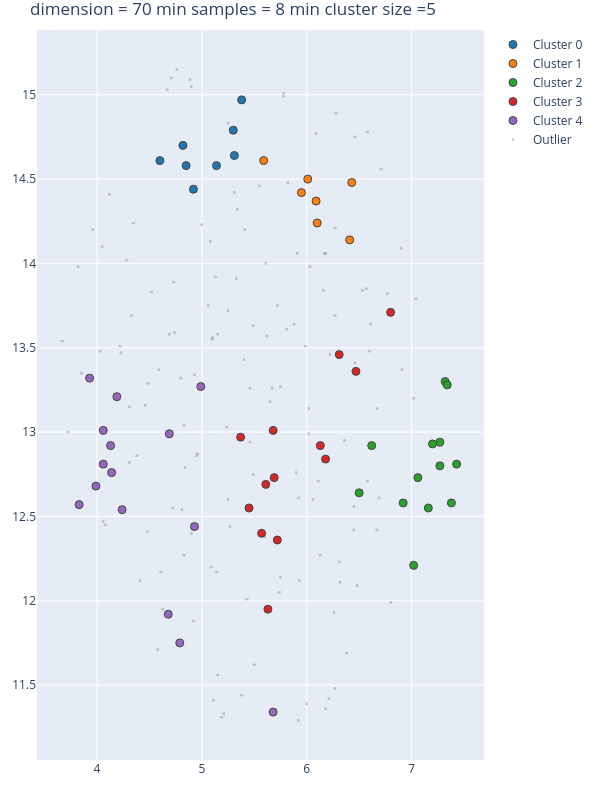 dimension = 70 min samples = 8 min cluster size =5
Cluster 0
Cluster 1
Cluster 2
Cluster 3
Cluster 4
Outlier
15
14.5
14
13.5
13
12.5
12
11.5
4 5 6 7